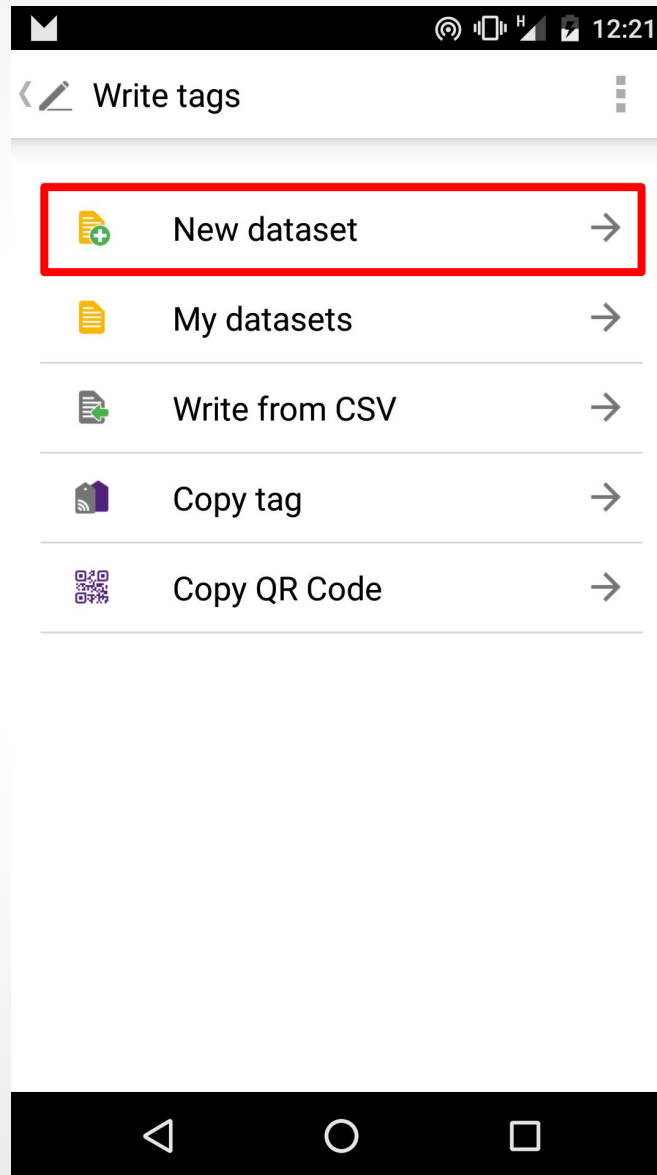 H 12:21
Write tags
New dataset
My datasets
Write from CSV
Copy tag
Copy QR Code